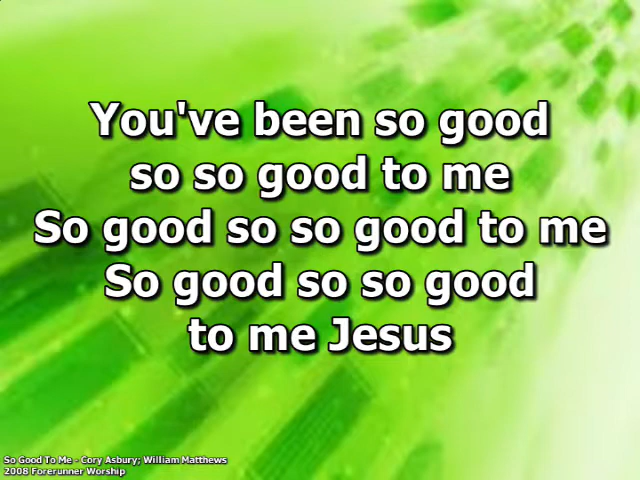 You've been so good
so so good to me
So good so so good to me
So good so so good
to me Jesus
So Good To Me - Cory Asbury; William Matthews
2008 Forerunner Worship